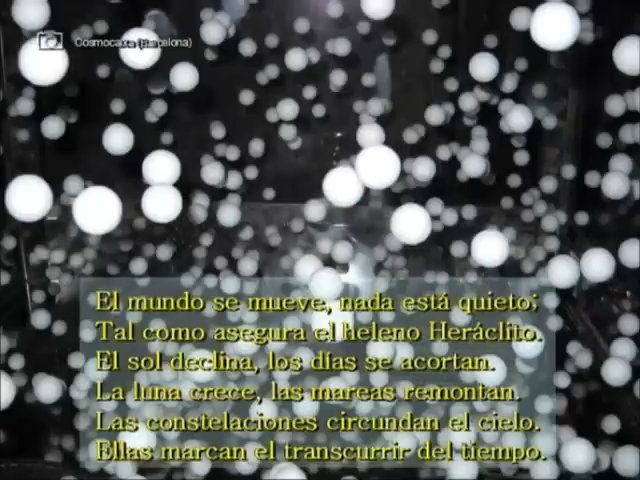 Cosmocaixa (Barcelona)
El mundo se mueve, nada está quieto;
Tal como asegura el heleno Heráclito.
El sol declina, los días se acortan.
La luna crece, las mareas remontan.
Las constelaciones circundan el cielo.
Ellas marcan el transcurrir del tiempo.